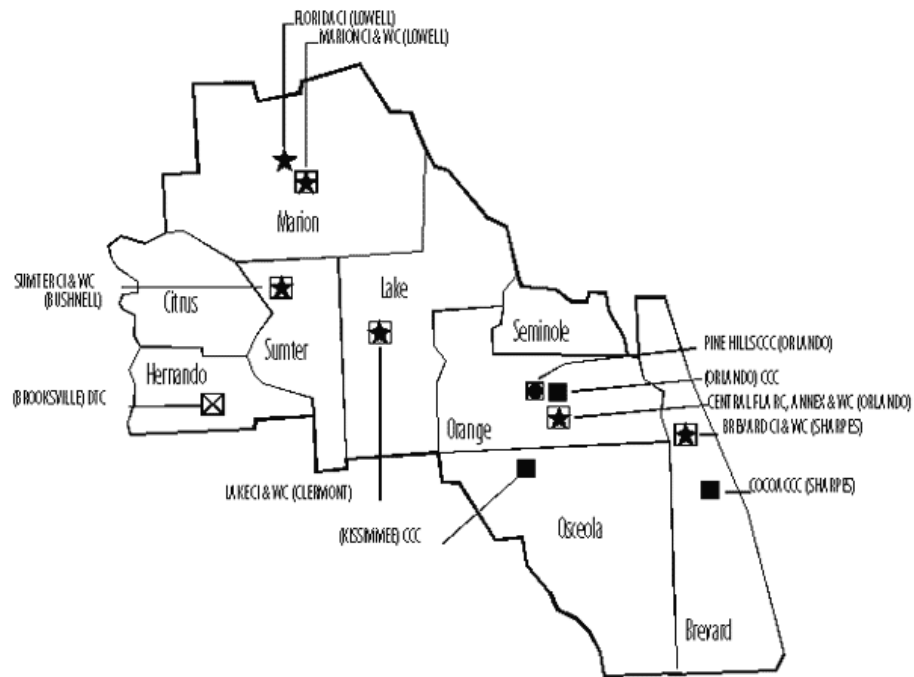 FLORIDA CI (LOWELL)
MARION CI & WC (LOWELL)
Marion
SUMTER CI & WC
(BUSHNELL)
Citrus
Lake
Seminole
Sumter
PINE HILLS CCC (ORLANDO)
Hernando
(ORLANDO) CCC
(BROOKSVILLE) DTC
CENTRAL FLA RC, ANNEX & WC (ORLANDO)
Orange
BREVARD CI & WC (SHARPES)
LAKE CI & WC (CLERMONT)
COCOA CCC (SHARPES)
(KISSIMMEE) CCC
Osceola
Brevard